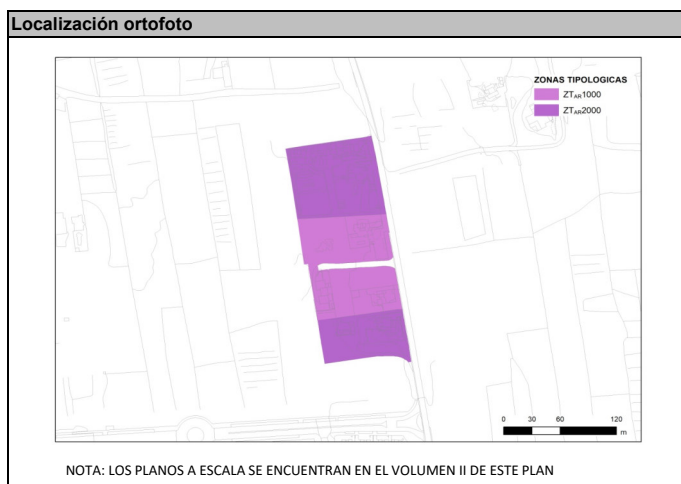 Localización ortofoto
ZONAS TIPOLOGICAS
ZTAR1000
ZTAR2000
0 30 60 120
m
NOTA: LOS PLANOS A ESCALA SE ENCUENTRAN EN EL VOLUMEN II DE ESTE PLAN